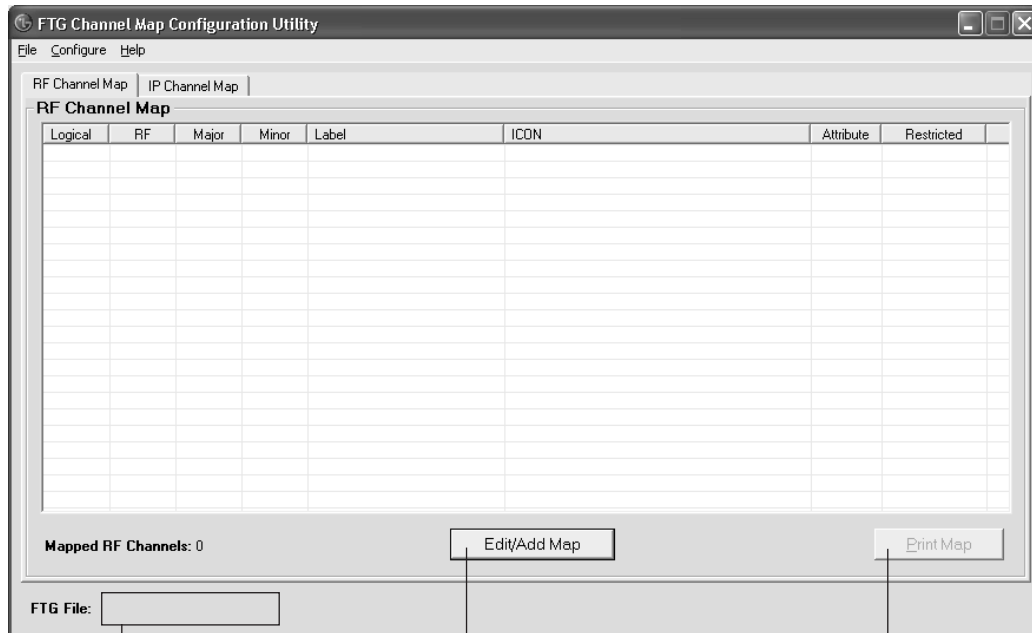 FTG Channel Map Configuration Utility
File Configure Help
RF Channel Map IP Channel Map
RF Channel Map
Logical RF Major Minor Label ICON Attribute Restricted
Mapped RF Channels: 0 Edit/Add Map Print Map
FTG File: